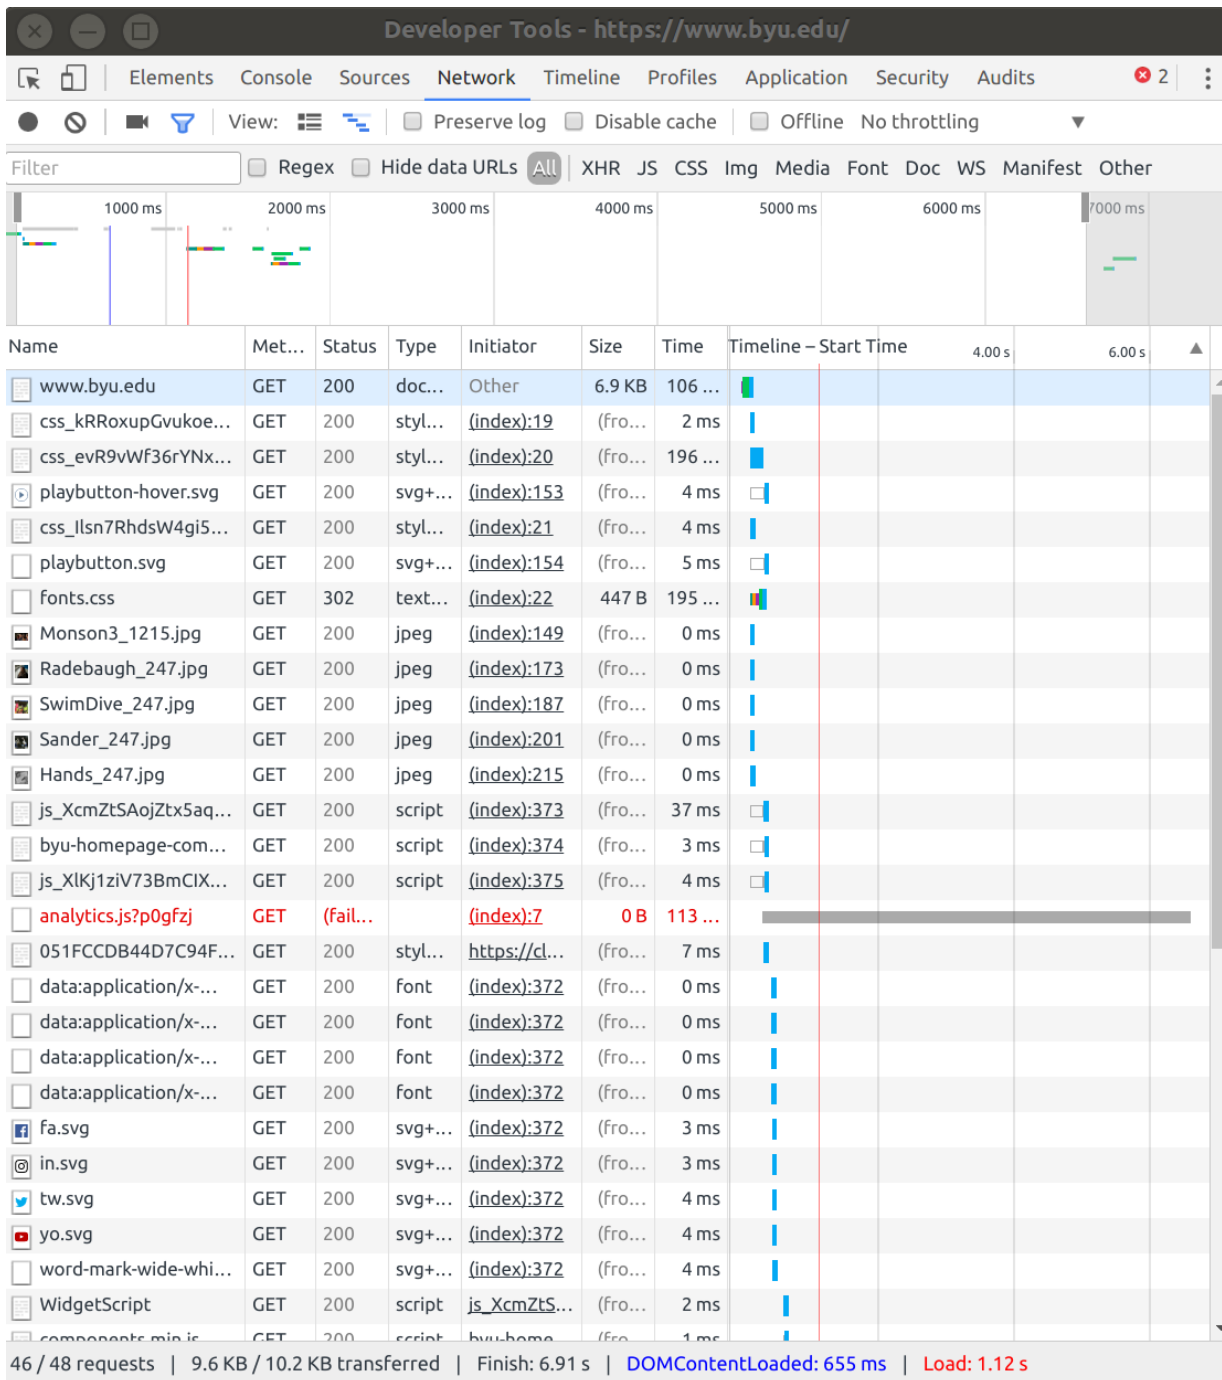 Developer Tools - https://www.byu.edu/
Elements Console Sources Network Timeline Profiles Application Security Audits 2
View: Preserve log Disable cache Offline No throttling
Filter Regex Hide data URLs All XHR JS CSS Img Media Font Doc WS Manifest Other
1000 ms 2000 ms 3000 ms 4000 ms 5000 ms 6000 ms 7000 ms
Name Met... Status Type Initiator Size Time Timeline – Start Time 4.00 s 6.00 s
www.byu.edu GET 200 doc... Other 6.9 KB 106 ...
css_kRRoxupGvukoe... GET 200 styl... (index):19 (fro... 2 ms
css_evR9vWf36rYNx... GET 200 styl... (index):20 (fro... 196 ...
playbutton-hover.svg GET 200 svg+... (index):153 (fro... 4 ms
css_Ilsn7RhdsW4gi5... GET 200 styl... (index):21 (fro... 4 ms
playbutton.svg GET 200 svg+... (index):154 (fro... 5 ms
fonts.css GET 302 text... (index):22 447 B 195 ...
Monson3_1215.jpg GET 200 jpeg (index):149 (fro... 0 ms
Radebaugh_247.jpg GET 200 jpeg (index):173 (fro... 0 ms
SwimDive_247.jpg GET 200 jpeg (index):187 (fro... 0 ms
Sander_247.jpg GET 200 jpeg (index):201 (fro... 0 ms
Hands_247.jpg GET 200 jpeg (index):215 (fro... 0 ms
js_XcmZtSAojZtx5aq... GET 200 script (index):373 (fro... 37 ms
byu-homepage-com... GET 200 script (index):374 (fro... 3 ms
js_XlKj1ziV73BmCIX... GET 200 script (index):375 (fro... 4 ms
analytics.js?p0gfzj GET (fail... (index):7 0 B 113 ...
051FCCDB44D7C94F... GET 200 styl... https://cl... (fro... 7 ms
data:application/x-... GET 200 font (index):372 (fro... 0 ms
data:application/x-... GET 200 font (index):372 (fro... 0 ms
data:application/x-... GET 200 font (index):372 (fro... 0 ms
data:application/x-... GET 200 font (index):372 (fro... 0 ms
fa.svg GET 200 svg+... (index):372 (fro... 3 ms
in.svg GET 200 svg+... (index):372 (fro... 3 ms
tw.svg GET 200 svg+... (index):372 (fro... 4 ms
yo.svg GET 200 svg+... (index):372 (fro... 4 ms
word-mark-wide-whi... GET 200 svg+... (index):372 (fro... 4 ms
WidgetScript GET 200 script js_XcmZtS... (fro... 2 ms
components.min.js GET 200 script byu-home... (fro... 1 ms
46 / 48 requests | 9.6 KB / 10.2 KB transferred | Finish: 6.91 s | DOMContentLoaded: 655 ms | Load: 1.12 s